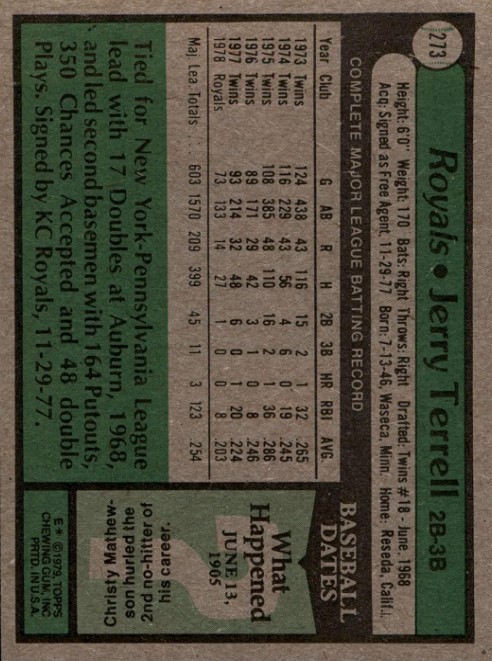 273
Royals • Jerry Terrell 2B-3B
Height: 6'0" Weight: 170 Bats: Right Throws: Right Drafted: Twins #18 - June, 1968
Acq: Signed as Free Agent, 11-29-77 Born: 7-13-46, Waseca, Minn. Home: Reseda, Calif.
COMPLETE MAJOR LEAGUE BATTING RECORD
Year Club G AB R H 2B 3B HR RBI AVG.
1973 Twins 124 438 43 116 15 2 1 32 .265
1974 Twins 116 229 43 56 4 6 0 19 .245
1975 Twins 108 385 48 110 16 2 1 36 .286
1976 Twins 89 171 29 42 3 1 0 8 .246
1977 Twins 93 214 32 48 6 0 1 20 .224
1978 Royals 73 133 14 27 1 0 0 8 .203
Maj. Lea. Totals 603 1570 209 399 45 11 3 123 .254
Tied for New York-Pennsylvania League
lead with 17 Doubles at Auburn, 1968,
and led second basemen with 164 Putouts,
350 Chances Accepted and 48 double
Plays. Signed by KC Royals, 11-29-77.
BASEBALL
DATES
What
Happened
JUNE 13,
1905
Christy Mathew-
son hurled the
2nd no-hiter of
his career.
E* © 1979, TOPPS
CHEWING GUM, INC
PRTD. IN U.S.A.